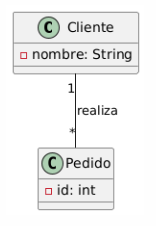 C Cliente
nombre: String
1
realiza
*
C Pedido
id: int